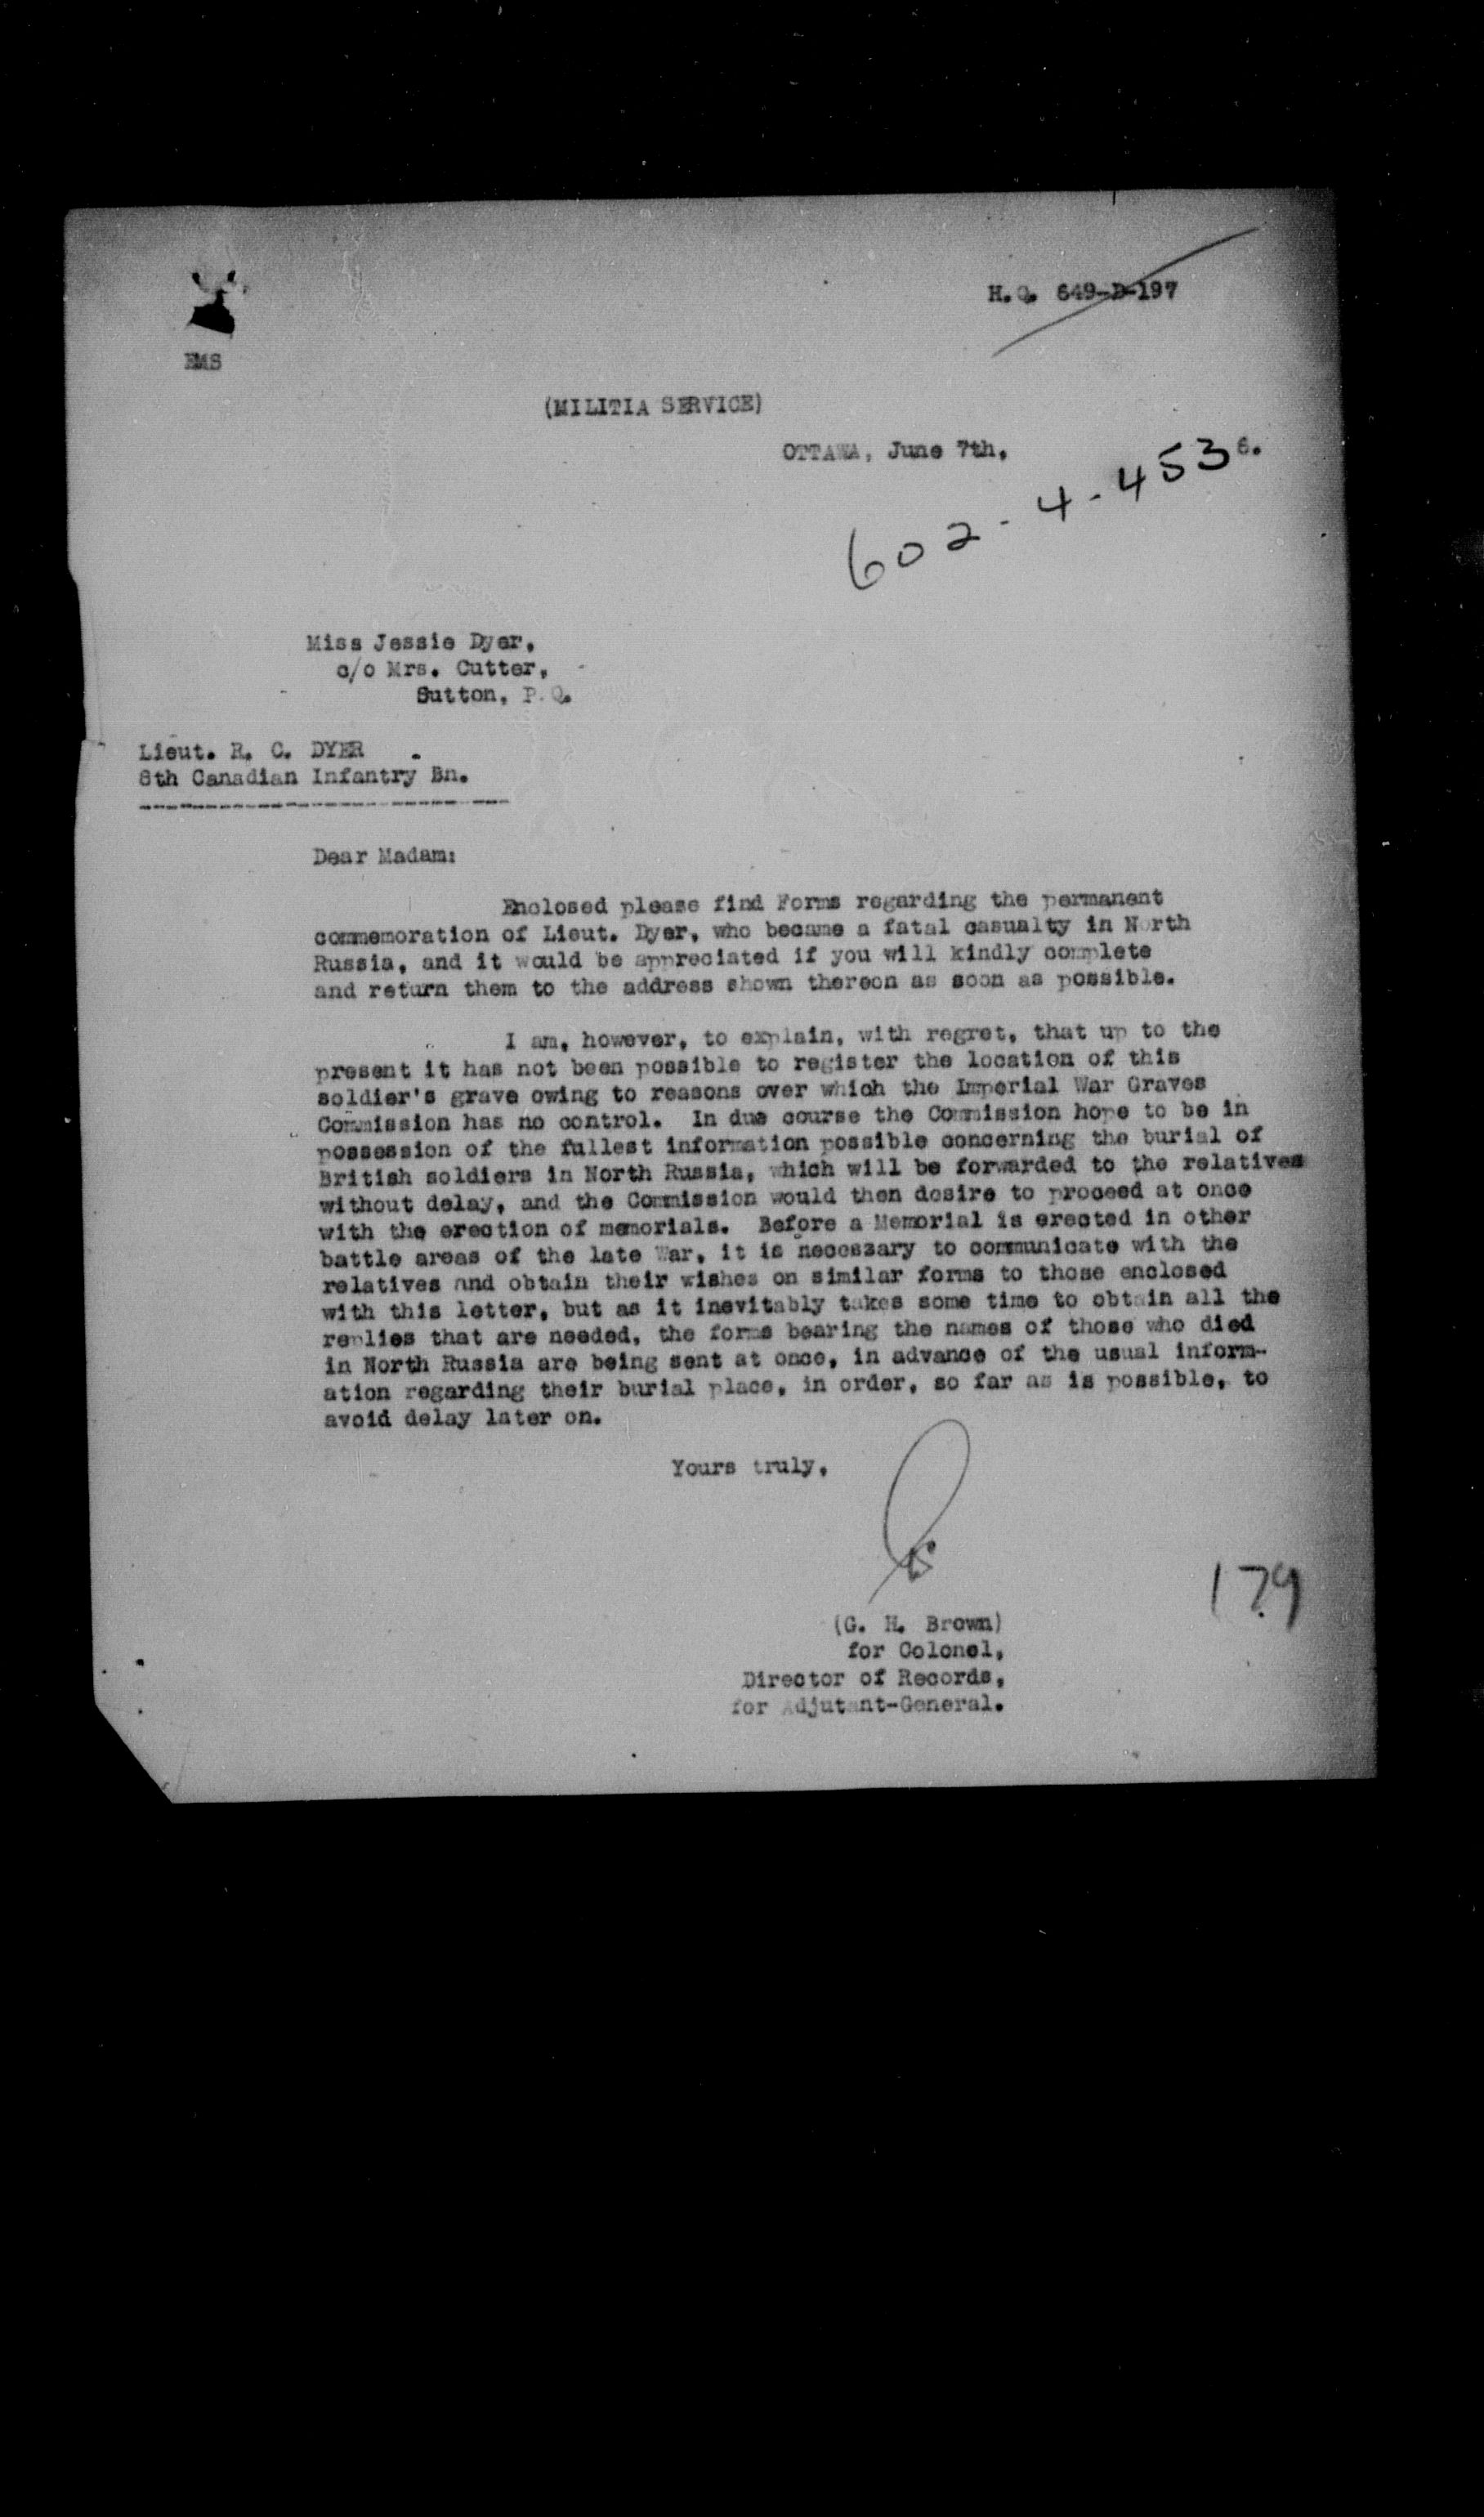 H.Q. 649-D-197
EMS
(MILITIA SERVICE)
OTTAWA, June 7th,
6.
602-4-453
Miss Jessie Dyer,
c/o Mrs. Cutter,
Sutton, P.Q.
Lieut. R. C. DYER
8th Canadian Infantry Bn.
Dear Madam:
Enclosed please find Forms regarding the permanent
commemoration of Lieut. Dyer, who became a fatal casualty in North
Russia, and it would be appreciated if you will kindly complete
and return them to the address shown thereon as soon as possible.
I am, however, to explain, with regret, that up to the
present it has not been possible to register the location of this
soldier's grave owing to reasons over which the Imperial War Graves
Commission has no control. In due course the Commission hope to be in
possession of the fullest information possible concerning the burial of
British soldiers in North Russia, which will be forwarded to the relatives
without delay, and the Commission would then desire to proceed at once
with the erection of memorials. Before a Memorial is erected in other
battle areas of the late War, it is necessary to communicate with the
relatives and obtain their wishes on similar forms to those enclosed
with this letter, but as it inevitably takes some time to obtain all the
replies that are needed, the forms bearing the names of those who died
in North Russia are being sent at once, in advance of the usual inform-
ation regarding their burial place, in order, so far as is possible, to
avoid delay later on.
Yours truly,
(G. H. Brown)
for Colonel,
Director of Records,
for Adjutant-General.
179